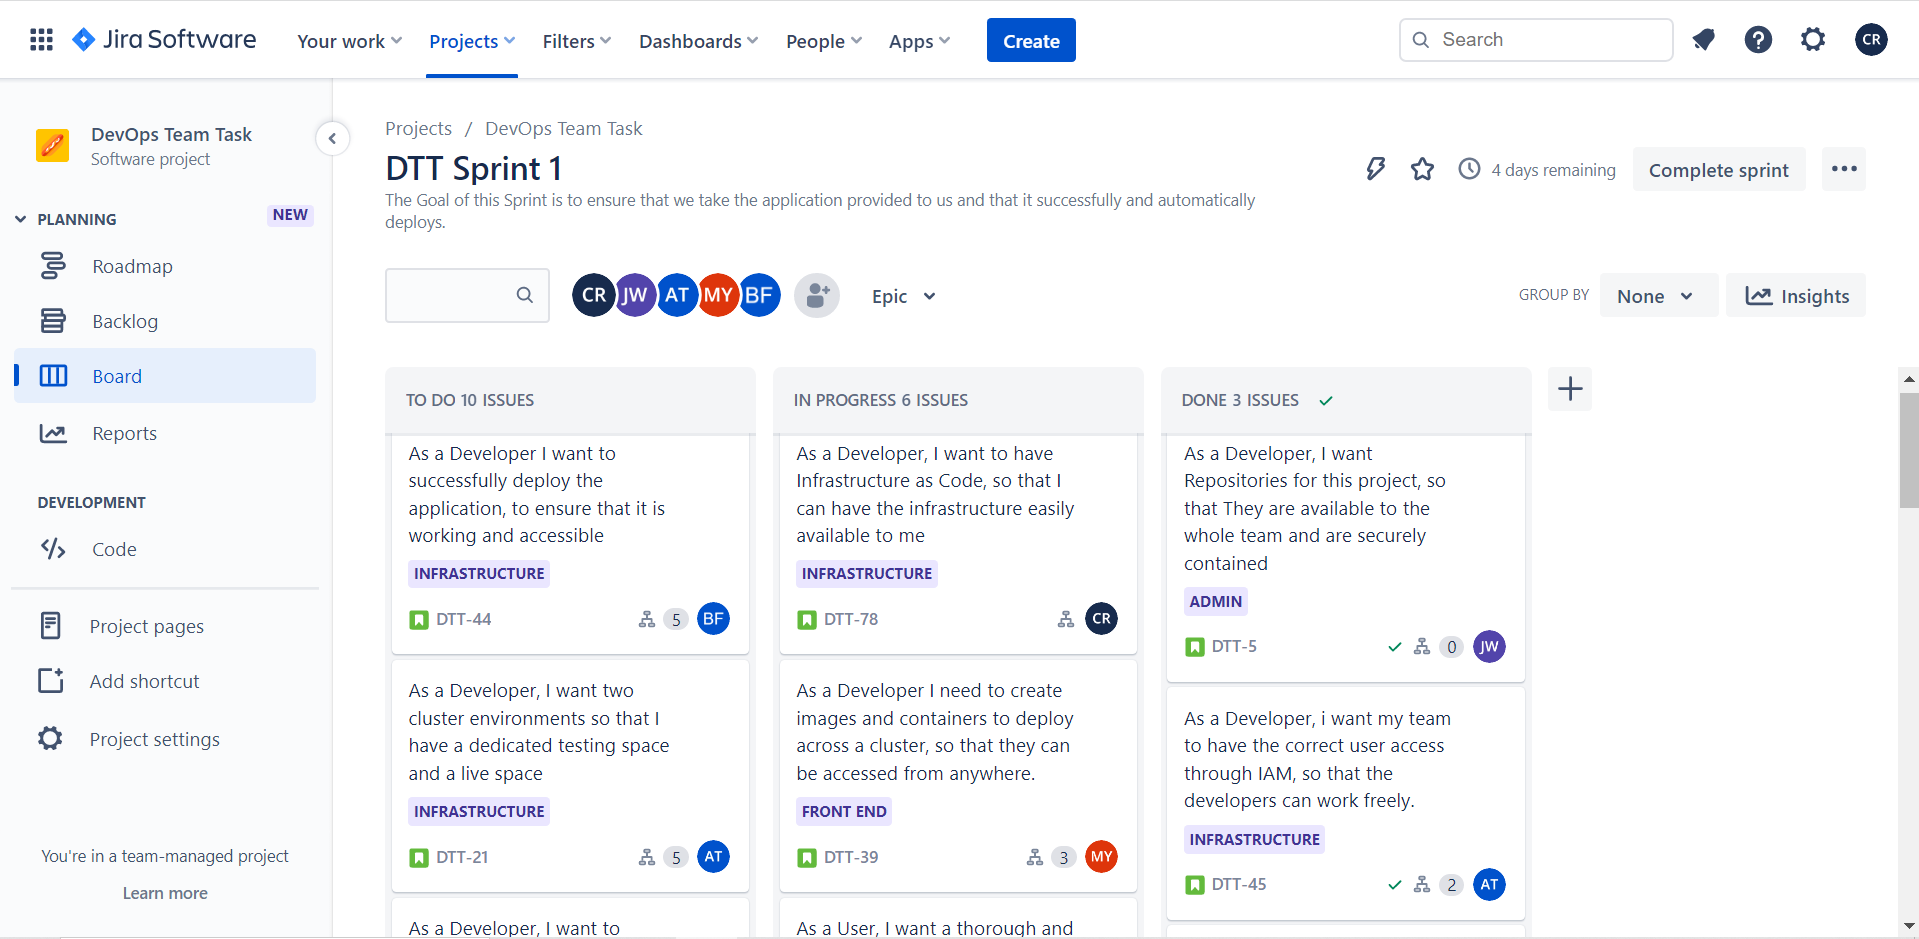 Jira Software
Your work
Projects
Filters
Dashboards
People
Apps
Create
Search
CR
DevOps Team Task
Software project
PLANNING
NEW
Roadmap
Backlog
Board
Reports
DEVELOPMENT
Code
Project pages
Add shortcut
Project settings
You're in a team-managed project
Learn more
Projects / DevOps Team Task
DTT Sprint 1
The Goal of this Sprint is to ensure that we take the application provided to us and that it successfully and automatically
deploys.
4 days remaining
Complete sprint
CR
JW
AT
MY
BF
Epic
GROUP BY
None
Insights
TO DO 10 ISSUES
As a Developer I want to
successfully deploy the
application, to ensure that it is
working and accessible
INFRASTRUCTURE
DTT-44
5
BF
As a Developer, I want two
cluster environments so that I
have a dedicated testing space
and a live space
INFRASTRUCTURE
DTT-21
5
AT
As a Developer, I want to
IN PROGRESS 6 ISSUES
As a Developer, I want to have
Infrastructure as Code, so that I
can have the infrastructure easily
available to me
INFRASTRUCTURE
DTT-78
CR
As a Developer I need to create
images and containers to deploy
across a cluster, so that they can
be accessed from anywhere.
FRONT END
DTT-39
3
MY
As a User, I want a thorough and
DONE 3 ISSUES
As a Developer, I want
Repositories for this project, so
that They are available to the
whole team and are securely
contained
ADMIN
DTT-5
0
JW
As a Developer, i want my team
to have the correct user access
through IAM, so that the
developers can work freely.
INFRASTRUCTURE
DTT-45
2
AT